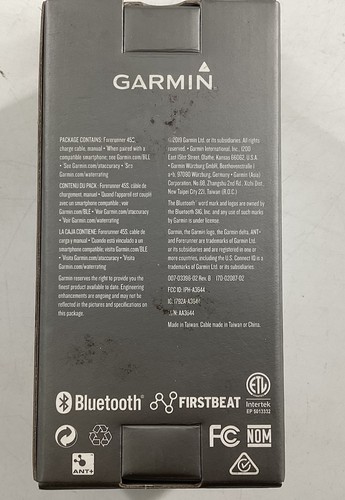 GARMIN
PACKAGE CONTAINS: Forerunner 45S,
charge cable, manual • When paired with a
compatible smartphone; see Garmin.com/BLE
• See Garmin.com/ataccuracy • See
Garmin.com/waterrating
CONTENU DU PACK: Forerunner 45S, câble de
chargement, manuel • Quand l'appareil est couplé
avec un smartphone compatible : voir
Garmin.com/BLE • Voir Garmin.com/ataccuracy
• Voir Garmin.com/waterrating
LA CAJA CONTIENE: Forerunner 45S, cable de
carga y manual • Cuando está vinculado a un
smartphone compatible; visita Garmin.com/BLE
• Visita Garmin.com/ataccuracy • Visita
Garmin.com/waterrating
Garmin reserves the right to provide you the
finest product available to date. Engineering
enhancements are ongoing and may not be
reflected in the pictures and specifications on
this package.
©2019 Garmin Ltd. or its subsidiaries. All rights
reserved. • Garmin International, Inc., 1200
East 151st Street, Olathe, Kansas 66062, U.S.A.
• Garmin Würzburg GmbH, Beethovenstraße
97080 Würzburg, Germany • Garmin (Asia)
Corporation, No.68, Zhangshu 2nd Rd., Xizhi Dist.,
New Taipei City 221, Taiwan (R.O.C.)
The Bluetooth® word mark and logos are owned by
the Bluetooth SIG, Inc. and any use of such marks
by Garmin is under license.
Garmin, the Garmin logo, the Garmin delta, ANT+
and Forerunner are trademarks of Garmin Ltd.
or its subsidiaries and are registered in one or
more countries, including the U.S. Connect IQ is a
trademarks of Garmin Ltd. or its subsidiaries.
Rev. B
FCC ID: IPH-A3644
IC: 1792A-A3644
AA3644
Made in Taiwan. Cable made in Taiwan or China.
Bluetooth®
FIRSTBEAT
ETL
Intertek
EP 5013332
FC
NOM
ANT+